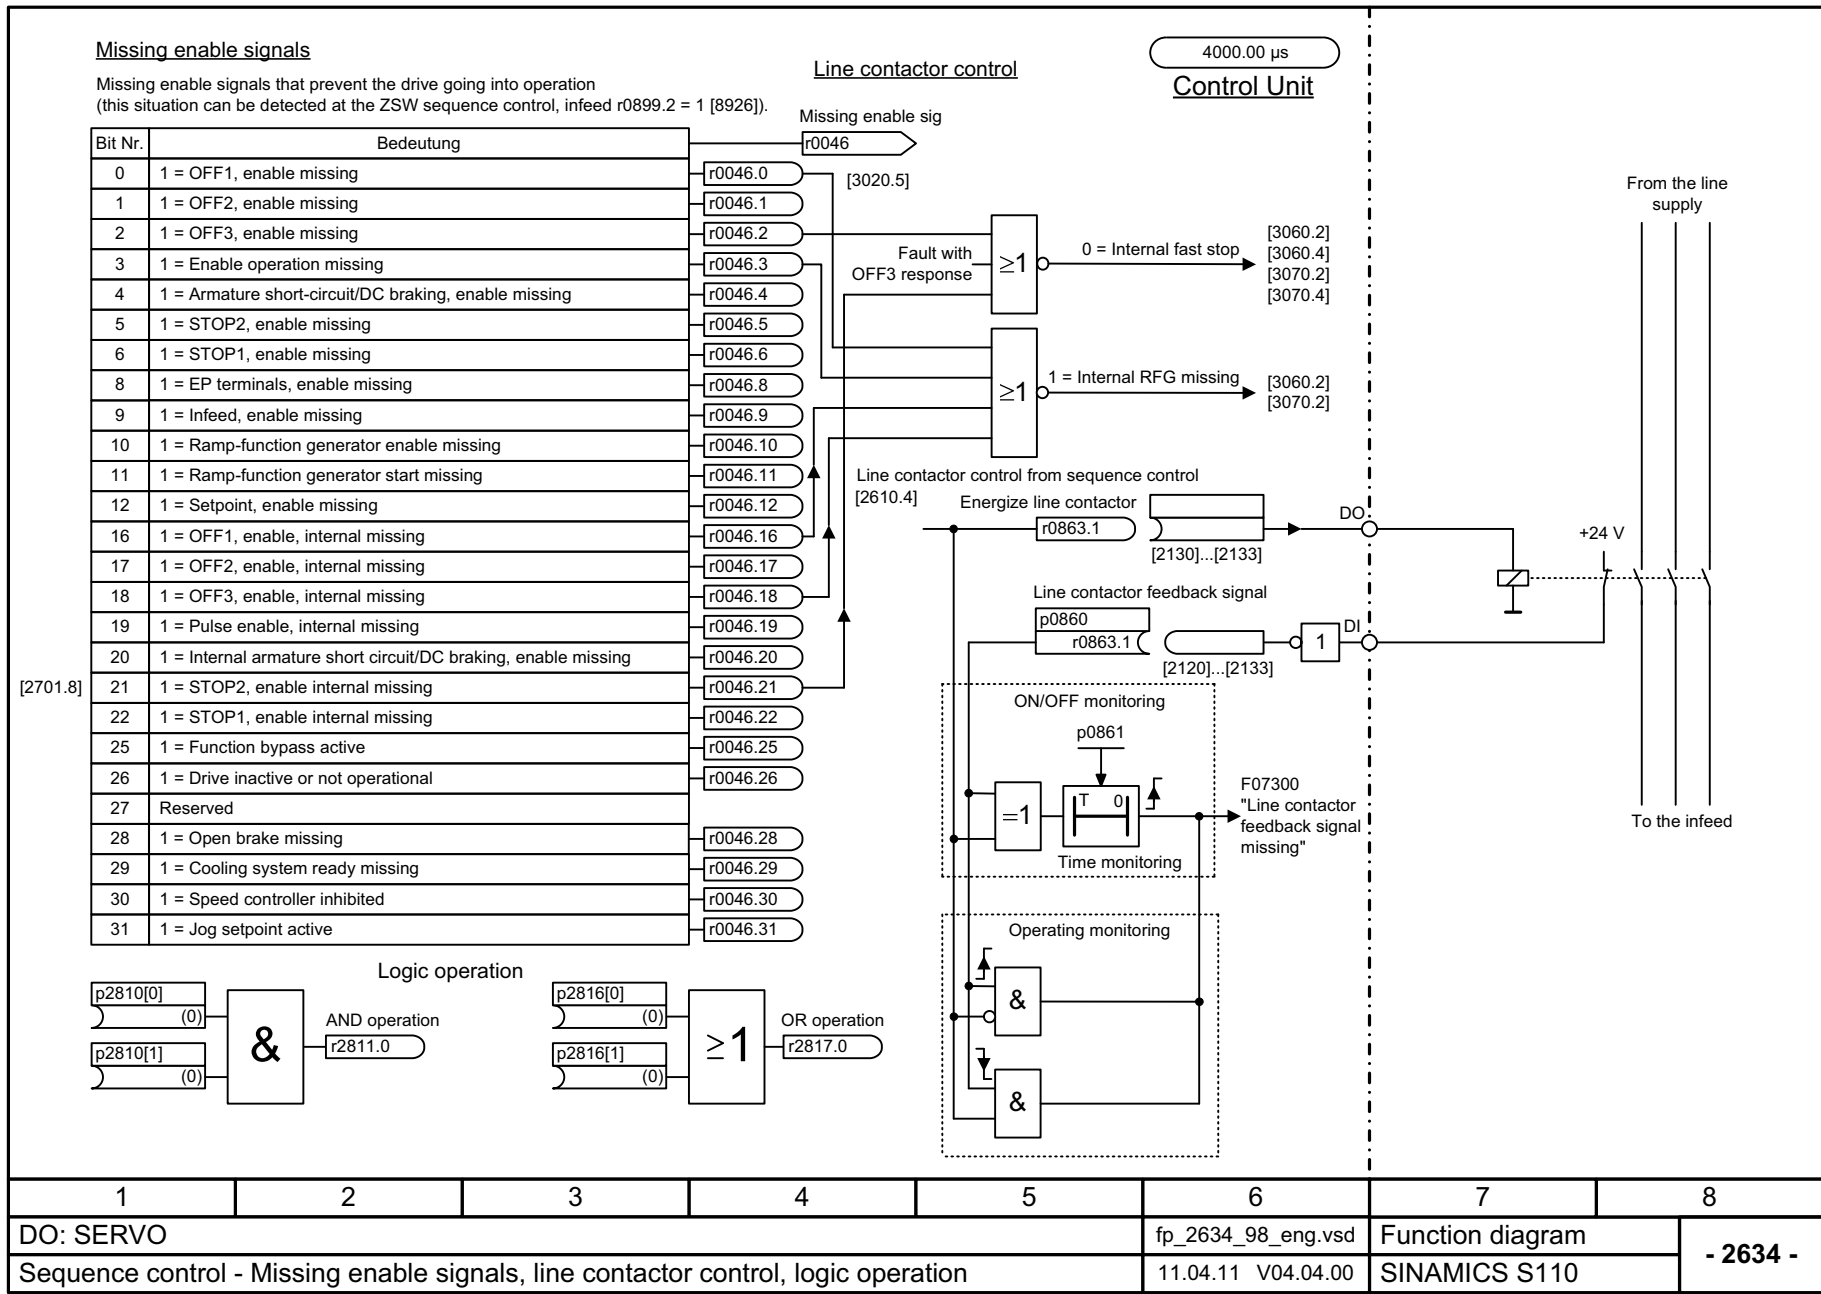 Missing enable signals
Missing enable signals that prevent the drive going into operation
(this situation can be detected at the ZSW sequence control, infeed r0899.2 = 1 [8926]).
Line contactor control
4000.00 µs
Control Unit
Missing enable sig
r0046
Bit Nr. Bedeutung
0 1 = OFF1, enable missing r0046.0
1 1 = OFF2, enable missing r0046.1
2 1 = OFF3, enable missing r0046.2
3 1 = Enable operation missing r0046.3
4 1 = Armature short-circuit/DC braking, enable missing r0046.4
5 1 = STOP2, enable missing r0046.5
6 1 = STOP1, enable missing r0046.6
8 1 = EP terminals, enable missing r0046.8
9 1 = Infeed, enable missing r0046.9
10 1 = Ramp-function generator enable missing r0046.10
11 1 = Ramp-function generator start missing r0046.11
12 1 = Setpoint, enable missing r0046.12
16 1 = OFF1, enable, internal missing r0046.16
17 1 = OFF2, enable, internal missing r0046.17
18 1 = OFF3, enable, internal missing r0046.18
19 1 = Pulse enable, internal missing r0046.19
20 1 = Internal armature short circuit/DC braking, enable missing r0046.20
[2701.8] 21 1 = STOP2, enable internal missing r0046.21
22 1 = STOP1, enable internal missing r0046.22
25 1 = Function bypass active r0046.25
26 1 = Drive inactive or not operational r0046.26
27 Reserved
28 1 = Open brake missing r0046.28
29 1 = Cooling system ready missing r0046.29
30 1 = Speed controller inhibited r0046.30
31 1 = Jog setpoint active r0046.31
[3020.5]
Fault with
OFF3 response
≥1
0 = Internal fast stop
[3060.2]
[3060.4]
[3070.2]
[3070.4]
≥1
1 = Internal RFG missing
[3060.2]
[3070.2]
Line contactor control from sequence control
[2610.4]
Energize line contactor
r0863.1
[2130]...[2133]
DO
Line contactor feedback signal
p0860
r0863.1
[2120]...[2133]
1
DI
From the line
supply
+24 V
To the infeed
ON/OFF monitoring
p0861
=1
T 0
Time monitoring
F07300
"Line contactor
feedback signal
missing"
Operating monitoring
&
&
Logic operation
p2810[0]
(0)
p2810[1]
(0)
&
AND operation
r2811.0
p2816[0]
(0)
p2816[1]
(0)
≥1
OR operation
r2817.0
1 2 3 4 5 6 7 8
DO: SERVO fp_2634_98_eng.vsd Function diagram
- 2634 -
Sequence control - Missing enable signals, line contactor control, logic operation 11.04.11 V04.04.00 SINAMICS S110